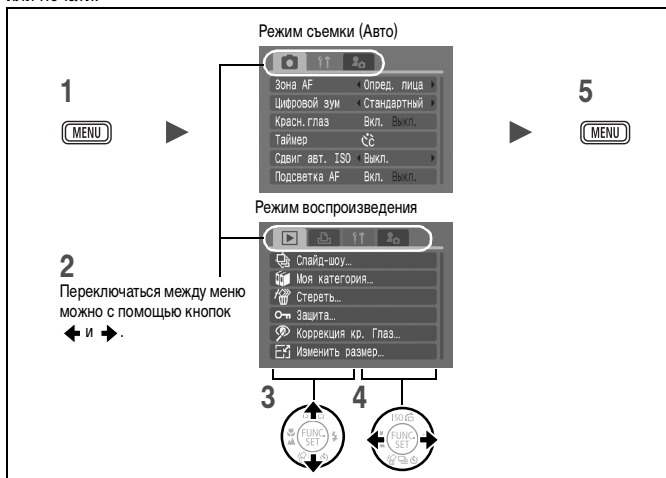 Режим съемки (Авто)
1
MENU
Зона AF Опред. лица
Цифровой зум Стандартный
Красн.глаз Вкл. Выкл.
Таймер
Сдвиг авт. ISO Выкл.
Подсветка AF Вкл. Выкл.
5
MENU
Режим воспроизведения
2
Переключаться между меню
можно с помощью кнопок
и .
Слайд-шоу…
Моя категория…
Стереть…
Защита…
Коррекция кр. Глаз…
Изменить размер…
3
FUNC.
SET
4
ISO
FUNC.
SET